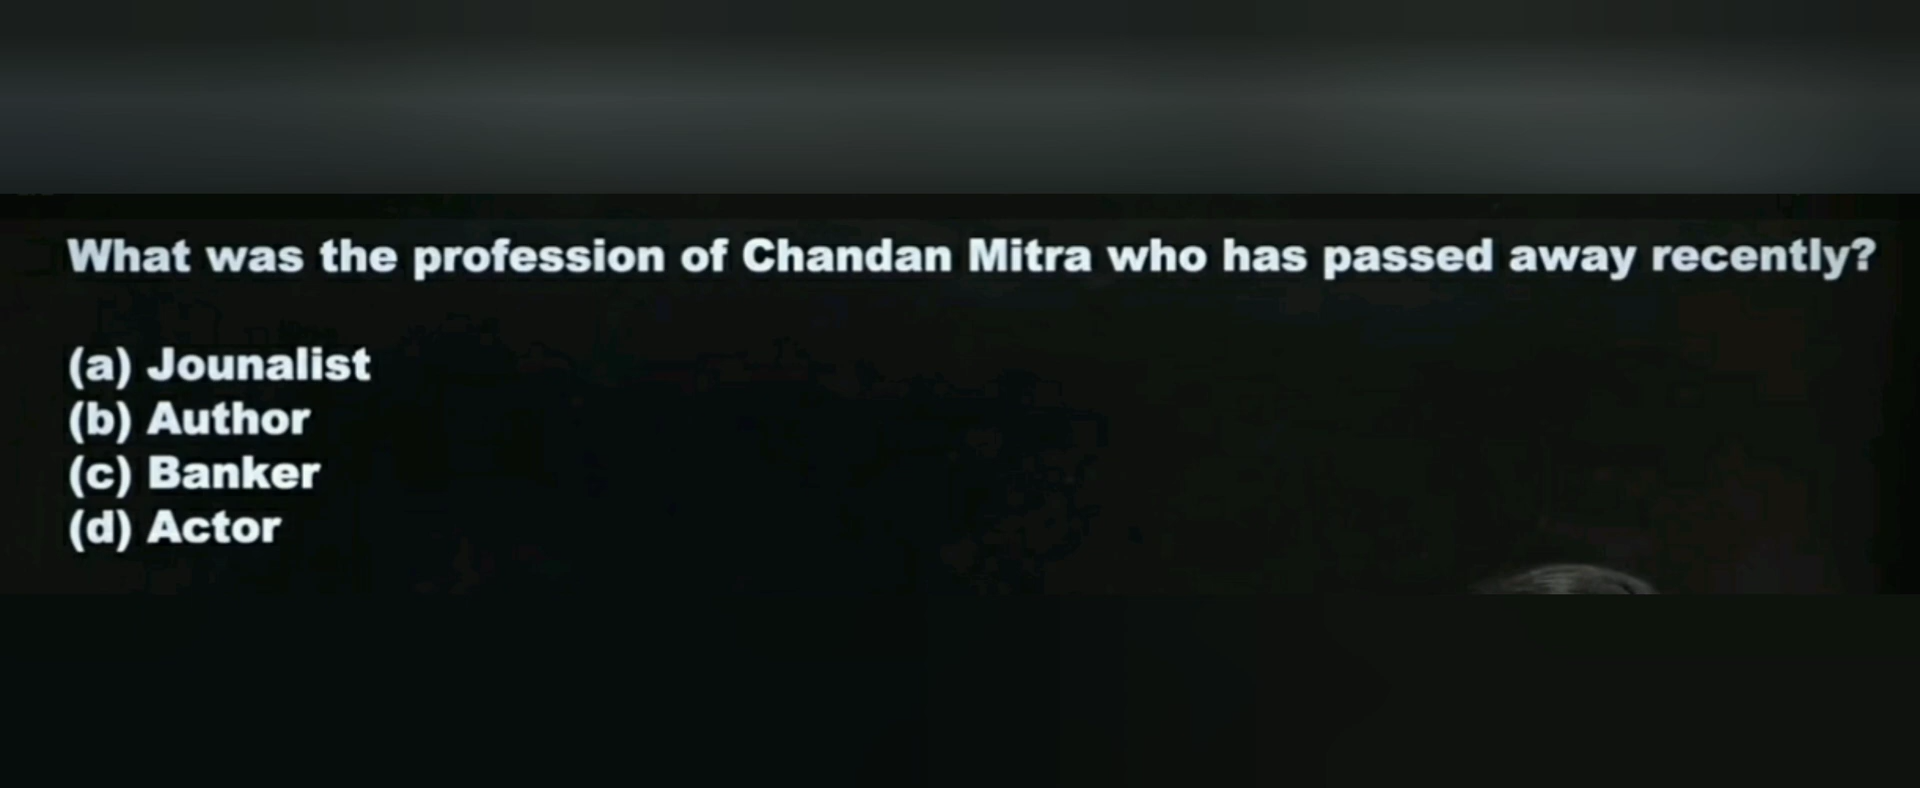 What was the profession of Chandan Mitra who has passed away recently?
(a) Jounalist
(b) Author
(c) Banker
(d) Actor